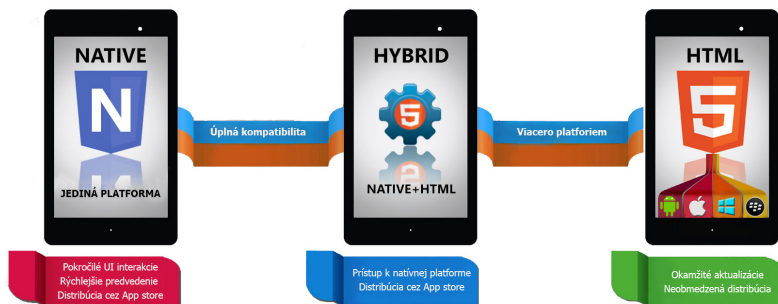 NATIVE
N
JEDINÁ PLATFORMA
Úplná kompatibilita
HYBRID
5
NATIVE+HTML
Viacero platforiem
HTML
5
Pokročilé UI interakcie
Rýchlejšie predvedenie
Distribúcia cez App store
Prístup k natívnej platforme
Distribúcia cez App store
Okamžité aktualizácie
Neobmedzená distribúcia